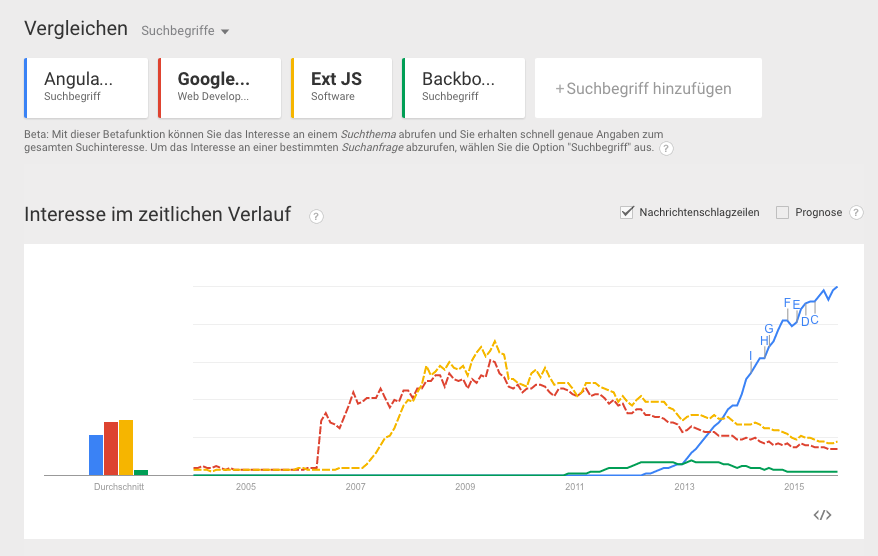 Vergleichen Suchbegriffe
Angula... Google... Ext JS Backbo... +Suchbegriff hinzufügen
Suchbegriff Web Develop... Software Suchbegriff
Beta: Mit dieser Betafunktion können Sie das Interesse an einem Suchthema abrufen und Sie erhalten schnell genaue Angaben zum
gesamten Suchinteresse. Um das Interesse an einer bestimmten Suchanfrage abzurufen, wählen Sie die Option "Suchbegriff" aus. ?
Interesse im zeitlichen Verlauf ? Nachrichtenschlagzeilen Prognose ?
F E
D C
G
H
I
Durchschnitt 2005 2007 2009 2011 2013 2015
</>